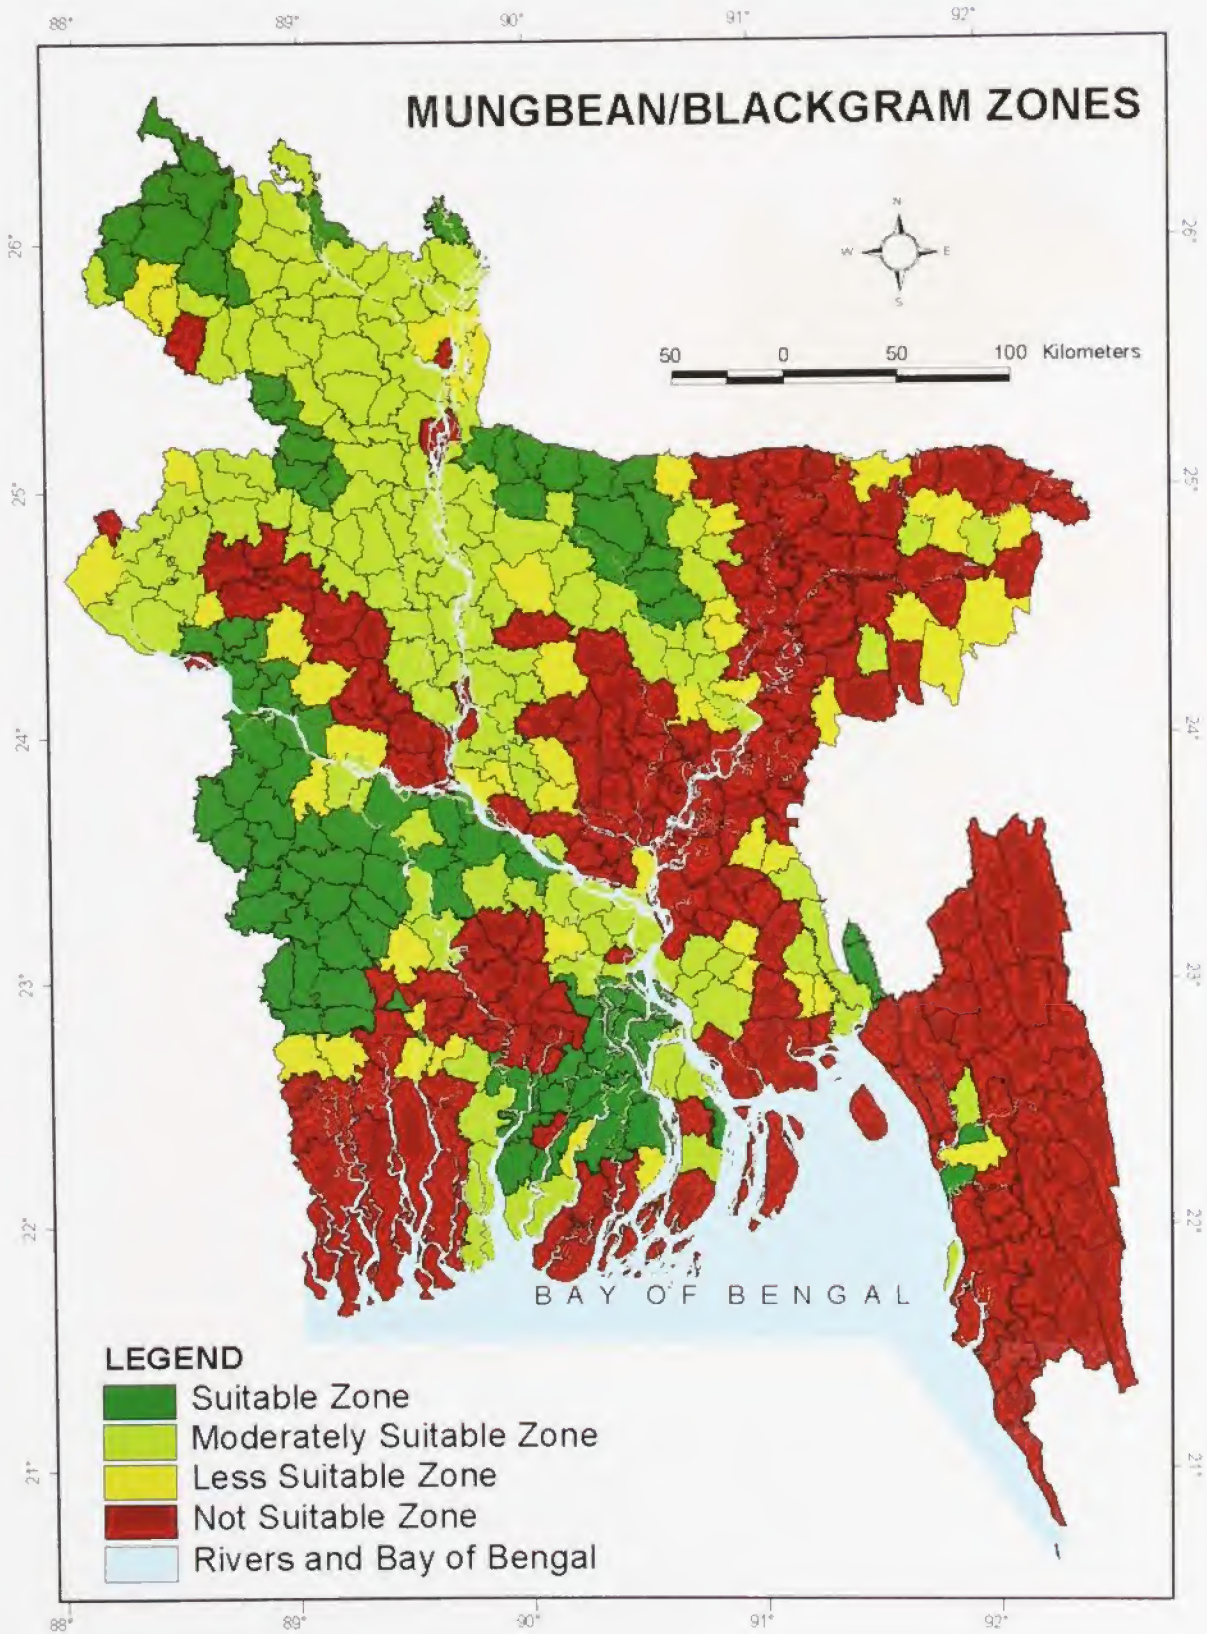 88° 89° 90° 91° 92°
MUNGBEAN/BLACKGRAM ZONES
N
W E
S
26° 26°
50 0 50 100 Kilometers
25° 25°
24° 24°
23° 23°
22° 22°
BAY OF BENGAL
LEGEND
Suitable Zone
Moderately Suitable Zone
Less Suitable Zone
Not Suitable Zone
Rivers and Bay of Bengal
21° 21°
88° 89° 90° 91° 92°